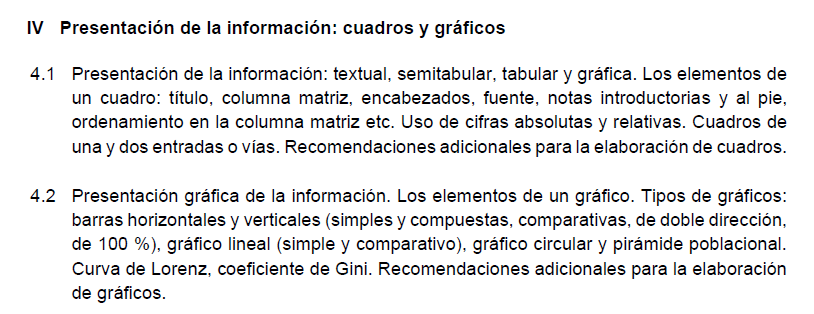 IV Presentación de la información: cuadros y gráficos
4.1 Presentación de la información: textual, semitabular, tabular y gráfica. Los elementos de
un cuadro: título, columna matriz, encabezados, fuente, notas introductorias y al pie,
ordenamiento en la columna matriz etc. Uso de cifras absolutas y relativas. Cuadros de
una y dos entradas o vías. Recomendaciones adicionales para la elaboración de cuadros.
4.2 Presentación gráfica de la información. Los elementos de un gráfico. Tipos de gráficos:
barras horizontales y verticales (simples y compuestas, comparativas, de doble dirección,
de 100 %), gráfico lineal (simple y comparativo), gráfico circular y pirámide poblacional.
Curva de Lorenz, coeficiente de Gini. Recomendaciones adicionales para la elaboración
de gráficos.